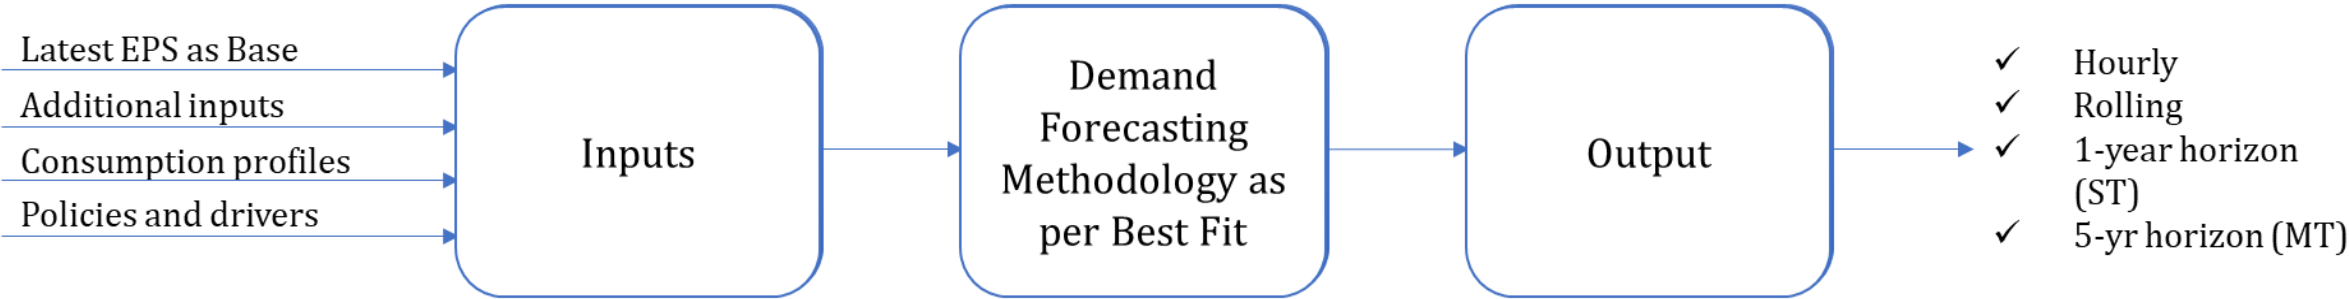 Latest EPS as Base
Additional inputs
Consumption profiles
Policies and drivers
Inputs
Demand
Forecasting
Methodology as
per Best Fit
Output
✓ Hourly
✓ Rolling
✓ 1-year horizon
(ST)
✓ 5-yr horizon (MT)